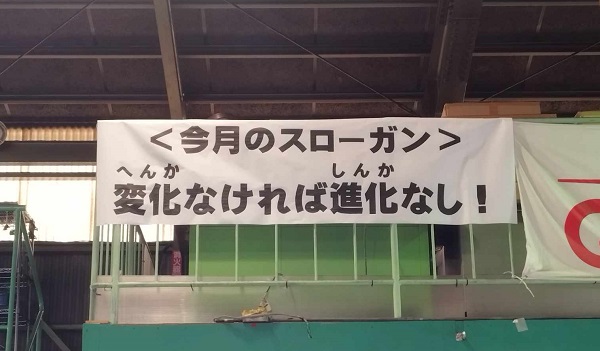 ＜今月のスローガン＞
へんか しんか
変化なければ進化なし！